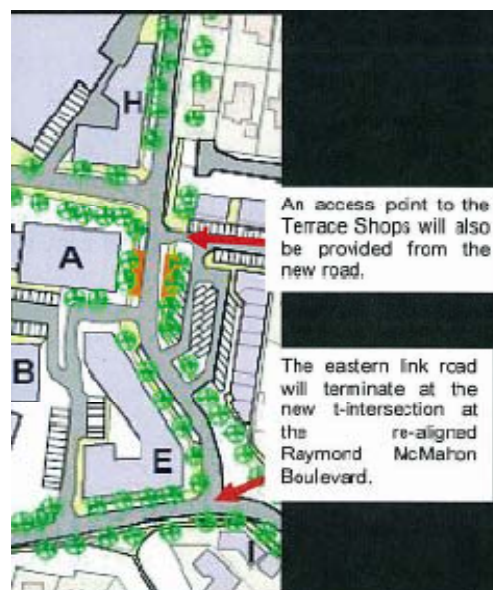 H
An access point to the
Terrace Shops will also
be provided from the
new road.
A
The eastern link road
will terminate at the
new t-intersection at
the re-aligned
Raymond McMahon
Boulevard.
B
E
I